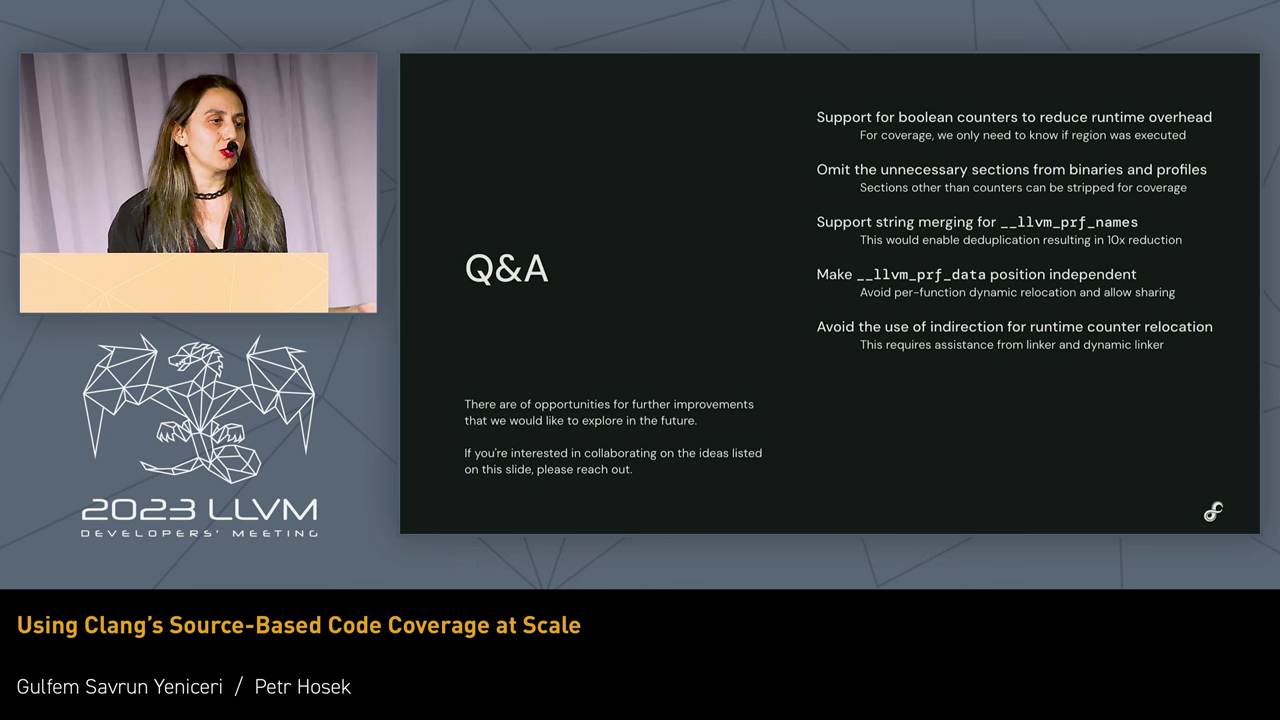 Q&A
There are of opportunities for further improvements
that we would like to explore in the future.
If you're interested in collaborating on the ideas listed
on this slide, please reach out.
Support for boolean counters to reduce runtime overhead
For coverage, we only need to know if region was executed
Omit the unnecessary sections from binaries and profiles
Sections other than counters can be stripped for coverage
Support string merging for __llvm_prf_names
This would enable deduplication resulting in 10x reduction
Make __llvm_prf_data position independent
Avoid per-function dynamic relocation and allow sharing
Avoid the use of indirection for runtime counter relocation
This requires assistance from linker and dynamic linker
2023 LLVM
DEVELOPERS' MEETING
Using Clang’s Source-Based Code Coverage at Scale
Gulfem Savrun Yeniceri / Petr Hosek